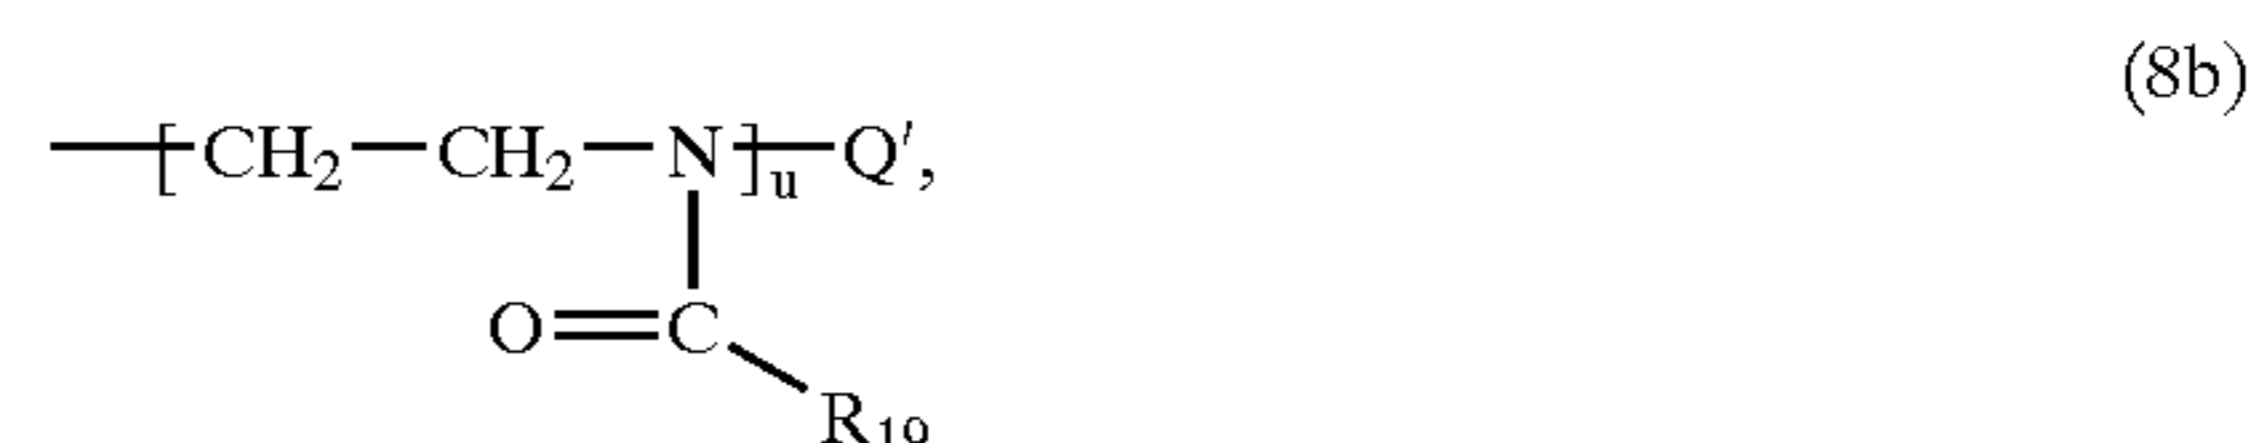 (8b)
—[CH₂—CH₂—N]ᵤ—Q′,
O=C
R₁₉